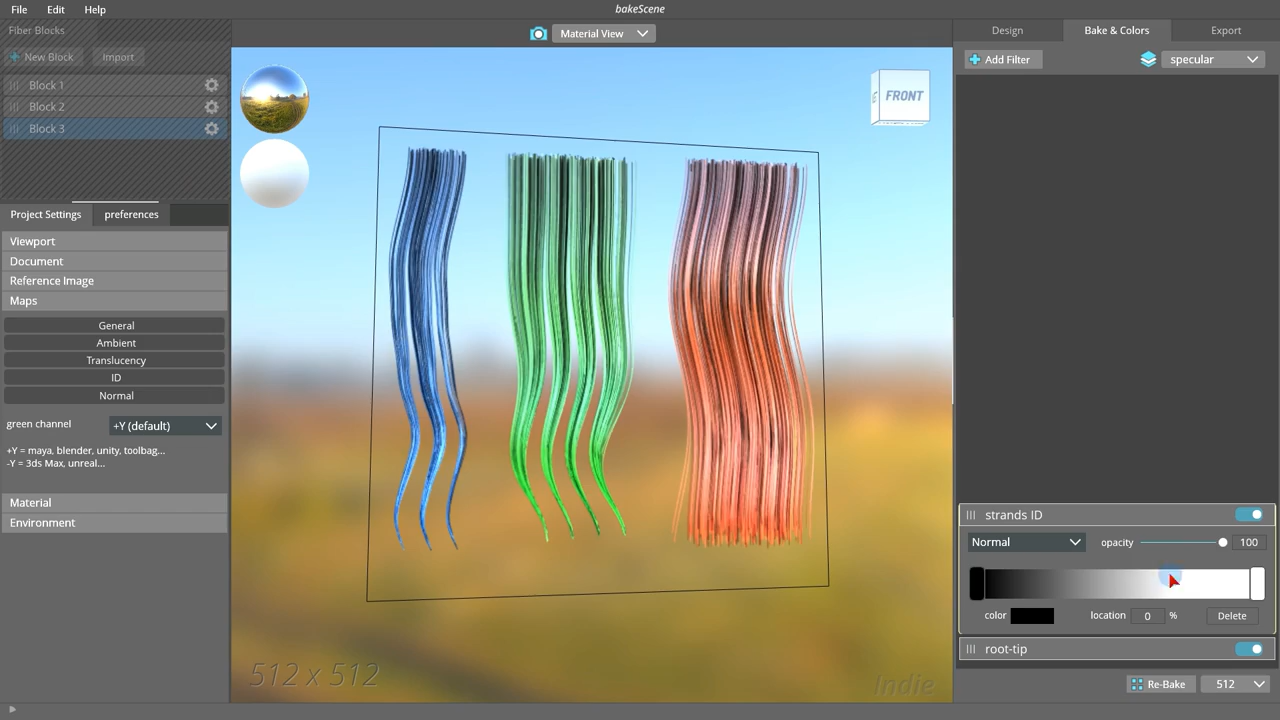 File Edit Help
bakeScene
Fiber Blocks
New Block Import
Block 1
Block 2
Block 3
Project Settings preferences
Viewport
Document
Reference Image
Maps
General
Ambient
Translucency
ID
Normal
green channel +Y (default)
+Y = maya, blender, unity, toolbag...
-Y = 3ds Max, unreal...
Material
Environment
Material View
FRONT
512 x 512
Indie
Design Bake & Colors Export
Add Filter specular
strands ID
Normal opacity 100
color location 0 % Delete
root-tip
Re-Bake 512